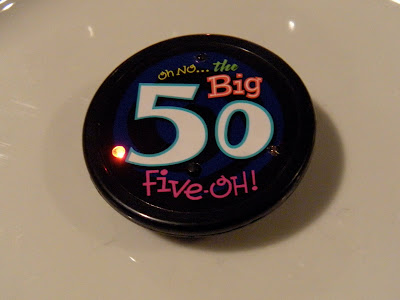 Oh No... the
Big
50
Five-OH!